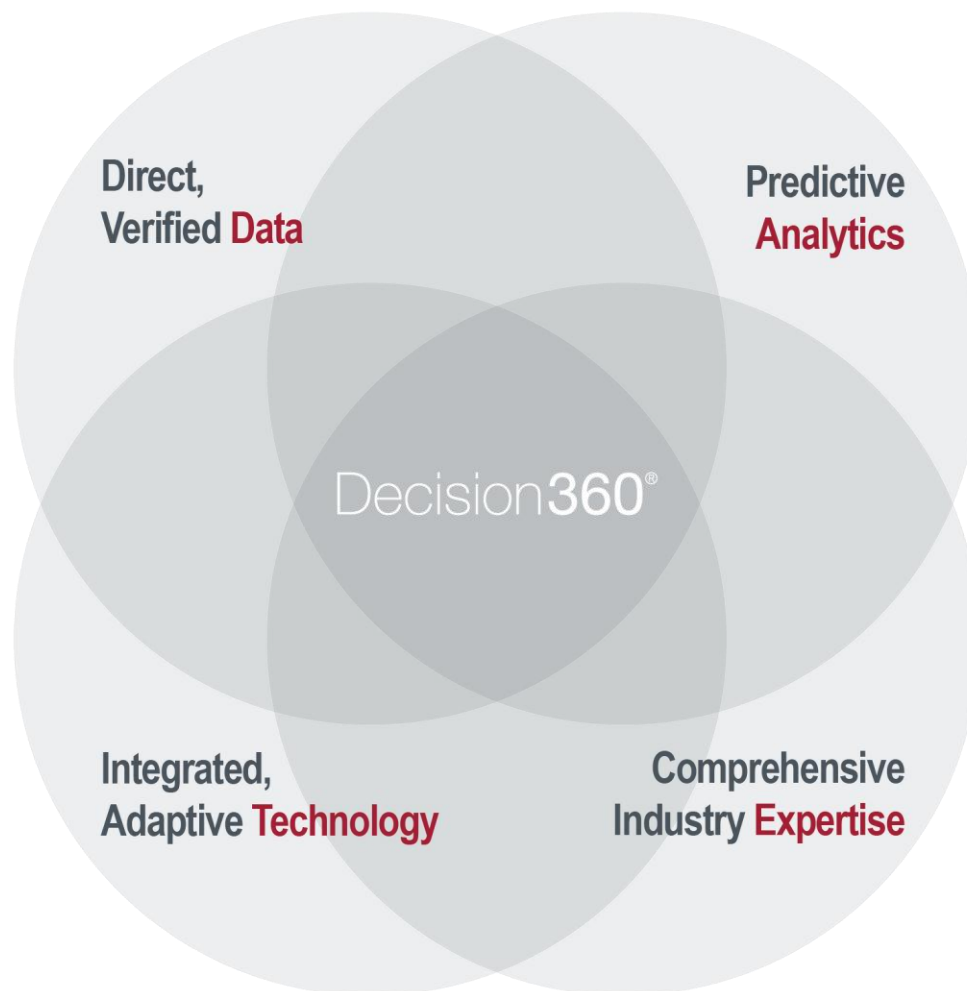 Direct,
Verified Data
Predictive
Analytics
Decision360®
Integrated,
Adaptive Technology
Comprehensive
Industry Expertise